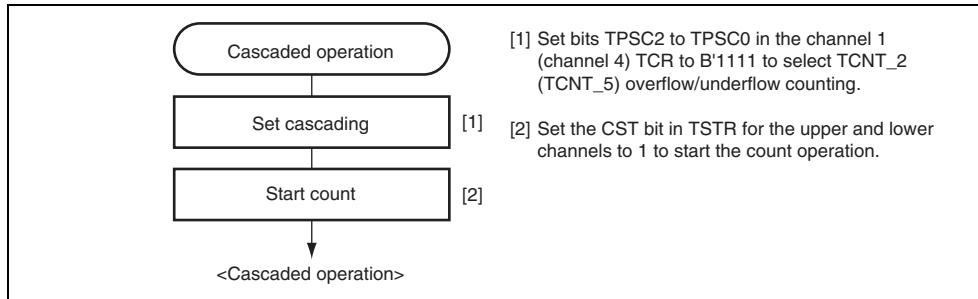 Cascaded operation
Set cascading
[1]
Start count
[2]
<Cascaded operation>
[1] Set bits TPSC2 to TPSC0 in the channel 1
(channel 4) TCR to B'1111 to select TCNT_2
(TCNT_5) overflow/underflow counting.
[2] Set the CST bit in TSTR for the upper and lower
channels to 1 to start the count operation.